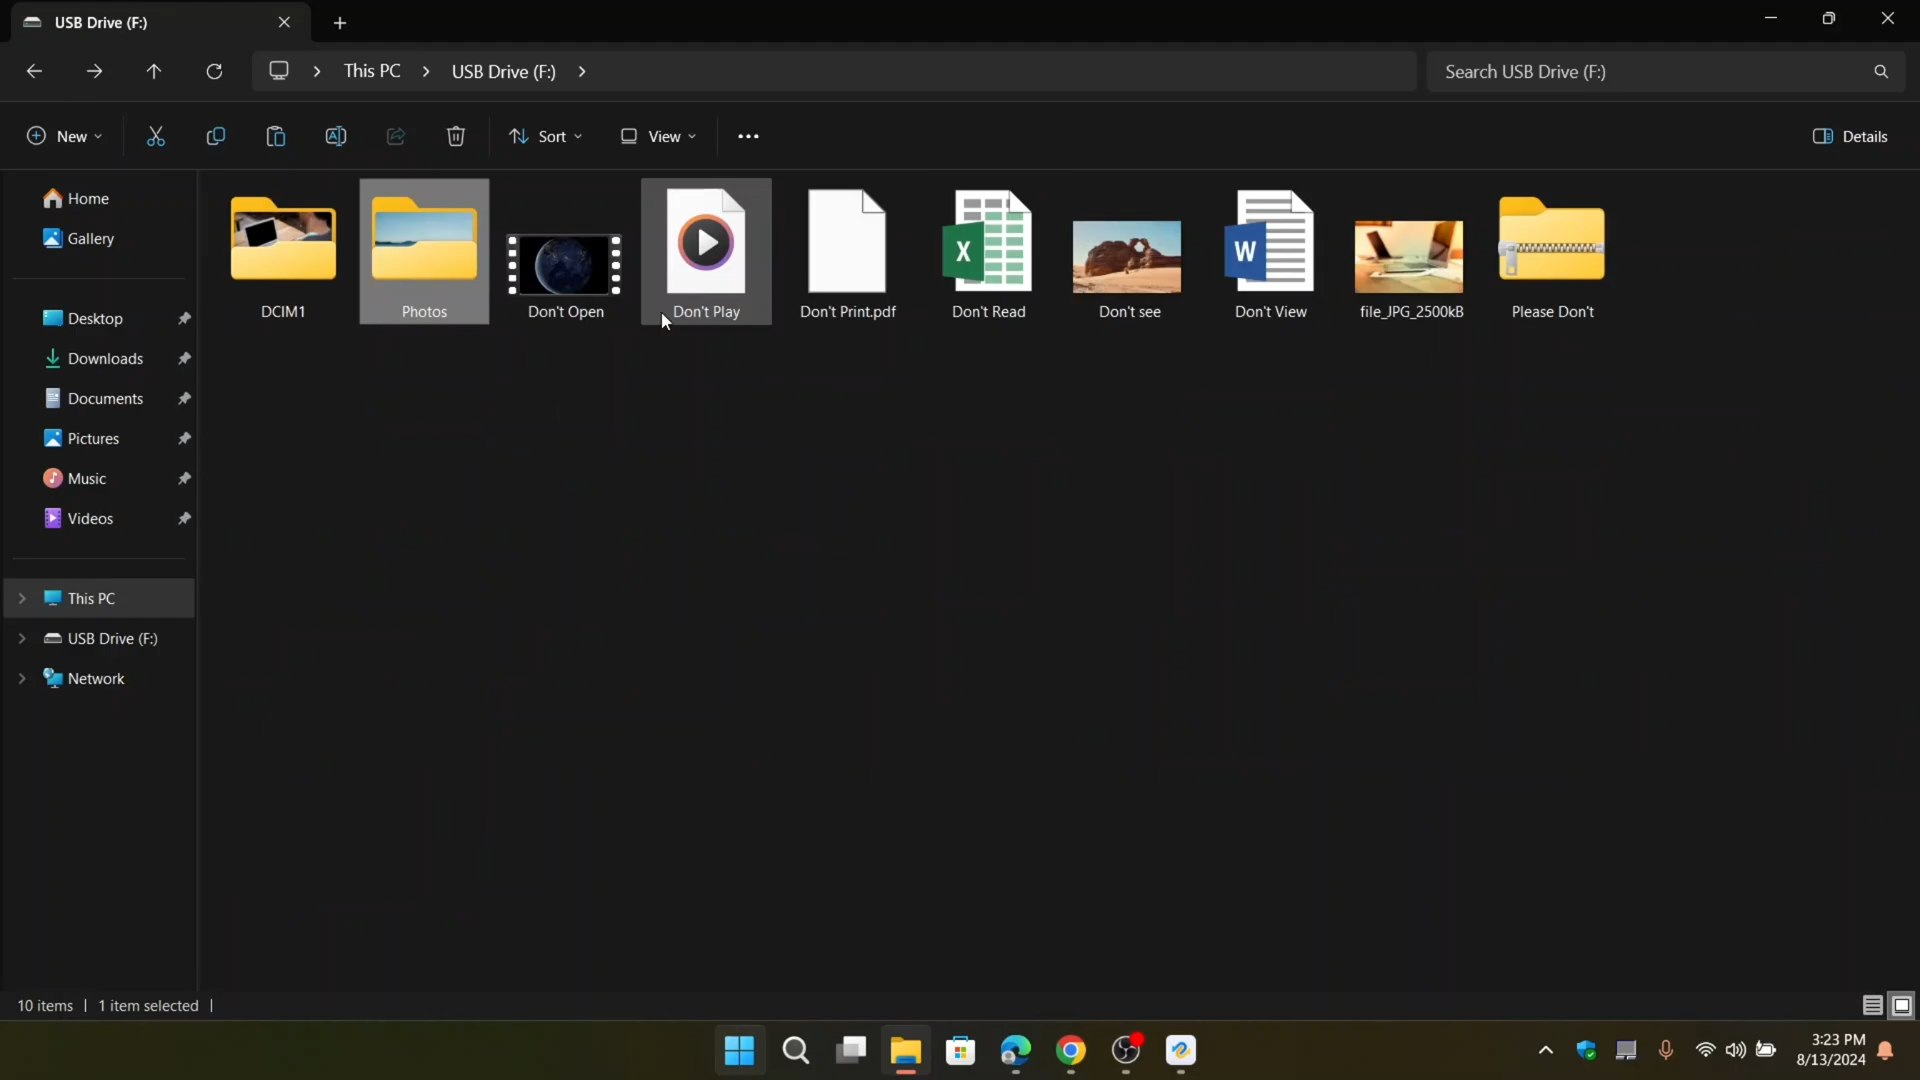 USB Drive (F:)
This PC
USB Drive (F:)
Search USB Drive (F:)
New
Sort
View
Details
Home
Gallery
Desktop
Downloads
Documents
Pictures
Music
Videos
This PC
USB Drive (F:)
Network
DCIM1
Photos
Don't Open
Don't Play
Don't Print.pdf
X
Don't Read
Don't see
W
Don't View
file_JPG_2500kB
Please Don't
10 items
1 item selected
3:23 PM
8/13/2024